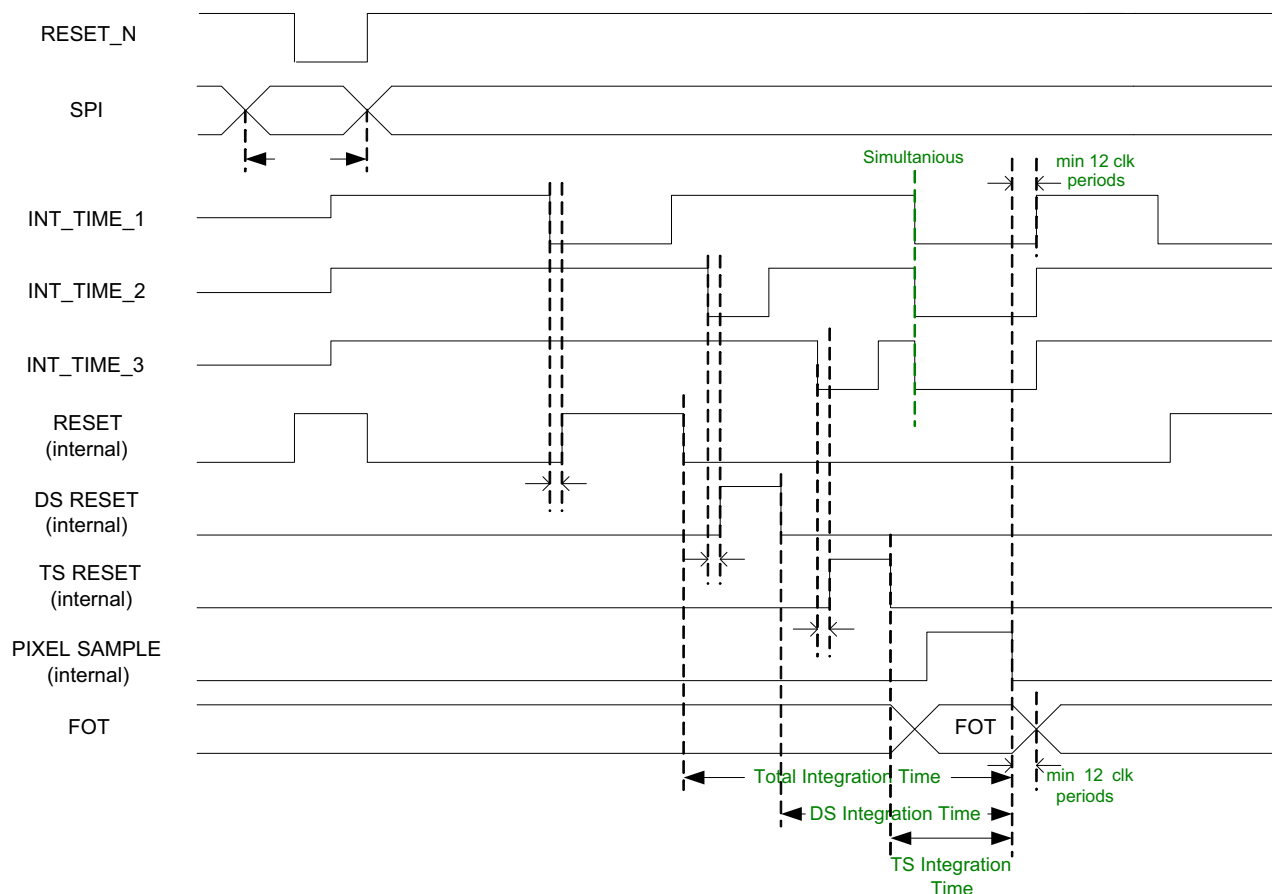 RESET_N
SPI
Simultanious
min 12 clk
periods
INT_TIME_1
INT_TIME_2
INT_TIME_3
RESET
(internal)
DS RESET
(internal)
TS RESET
(internal)
PIXEL SAMPLE
(internal)
FOT
FOT
Total Integration Time
min 12 clk
periods
DS Integration Time
TS Integration
Time